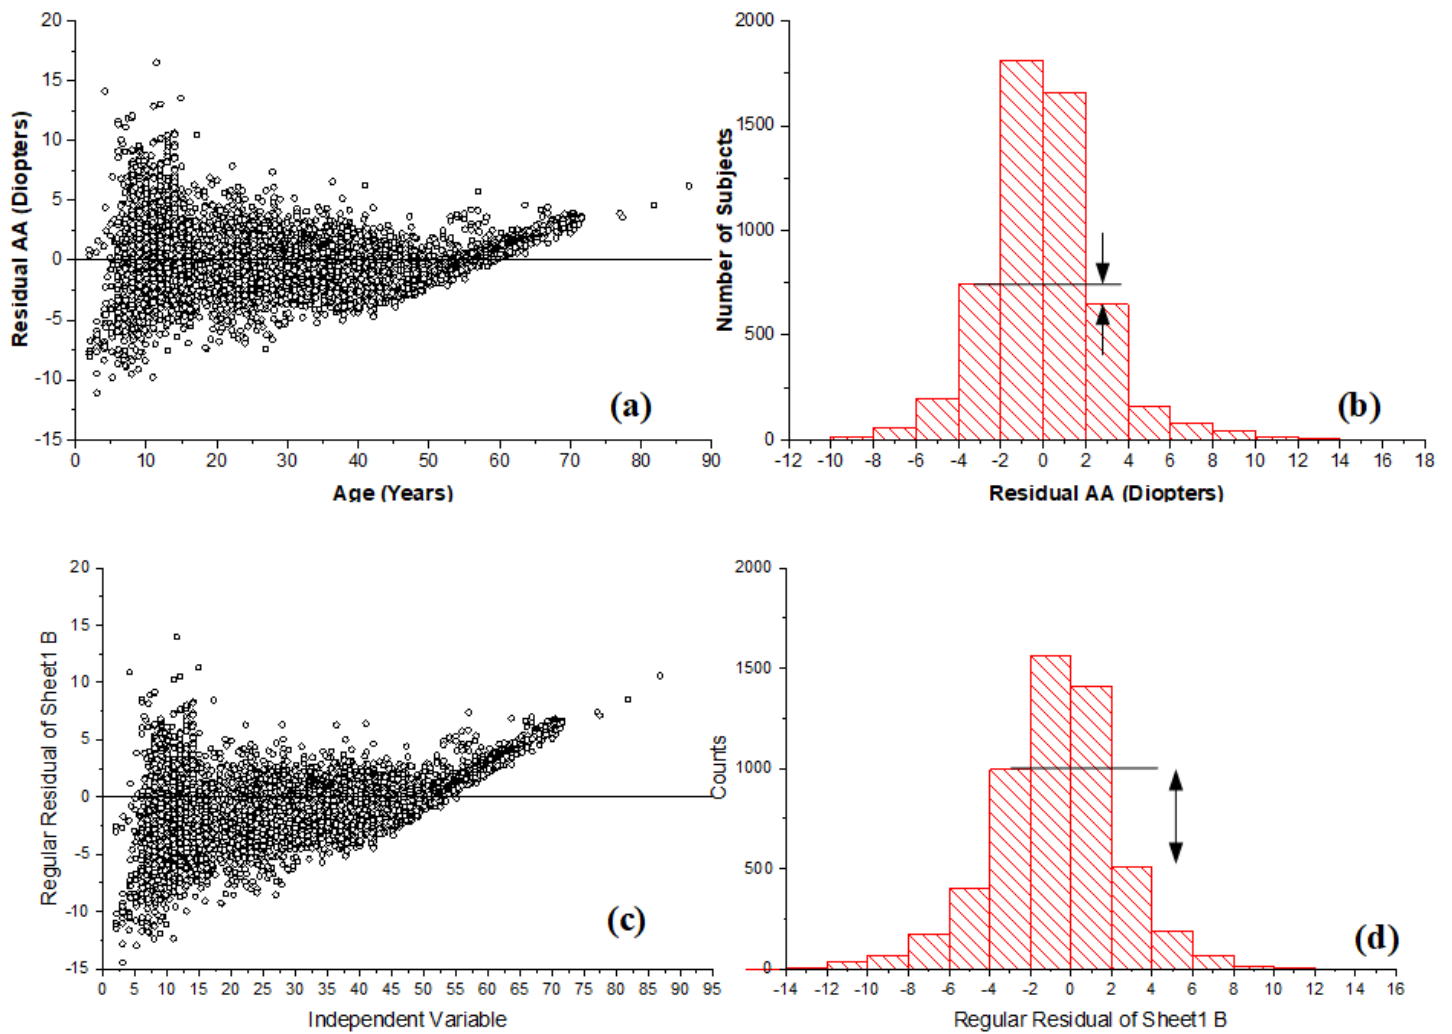 20
15
10
5
0
-5
-10
-15
0 10 20 30 40 50 60 70 80 90
Residual AA (Diopters)
Age (Years)
(a)
2000
1500
1000
500
0
-12 -10 -8 -6 -4 -2 0 2 4 6 8 10 12 14 16 18
Number of Subjects
Residual AA (Diopters)
(b)
20
15
10
5
0
-5
-10
-15
0 5 10 15 20 25 30 35 40 45 50 55 60 65 70 75 80 85 90 95
Regular Residual of Sheet1 B
Independent Variable
(c)
2000
1500
1000
500
0
-14 -12 -10 -8 -6 -4 -2 0 2 4 6 8 10 12 14 16
Counts
Regular Residual of Sheet1 B
(d)